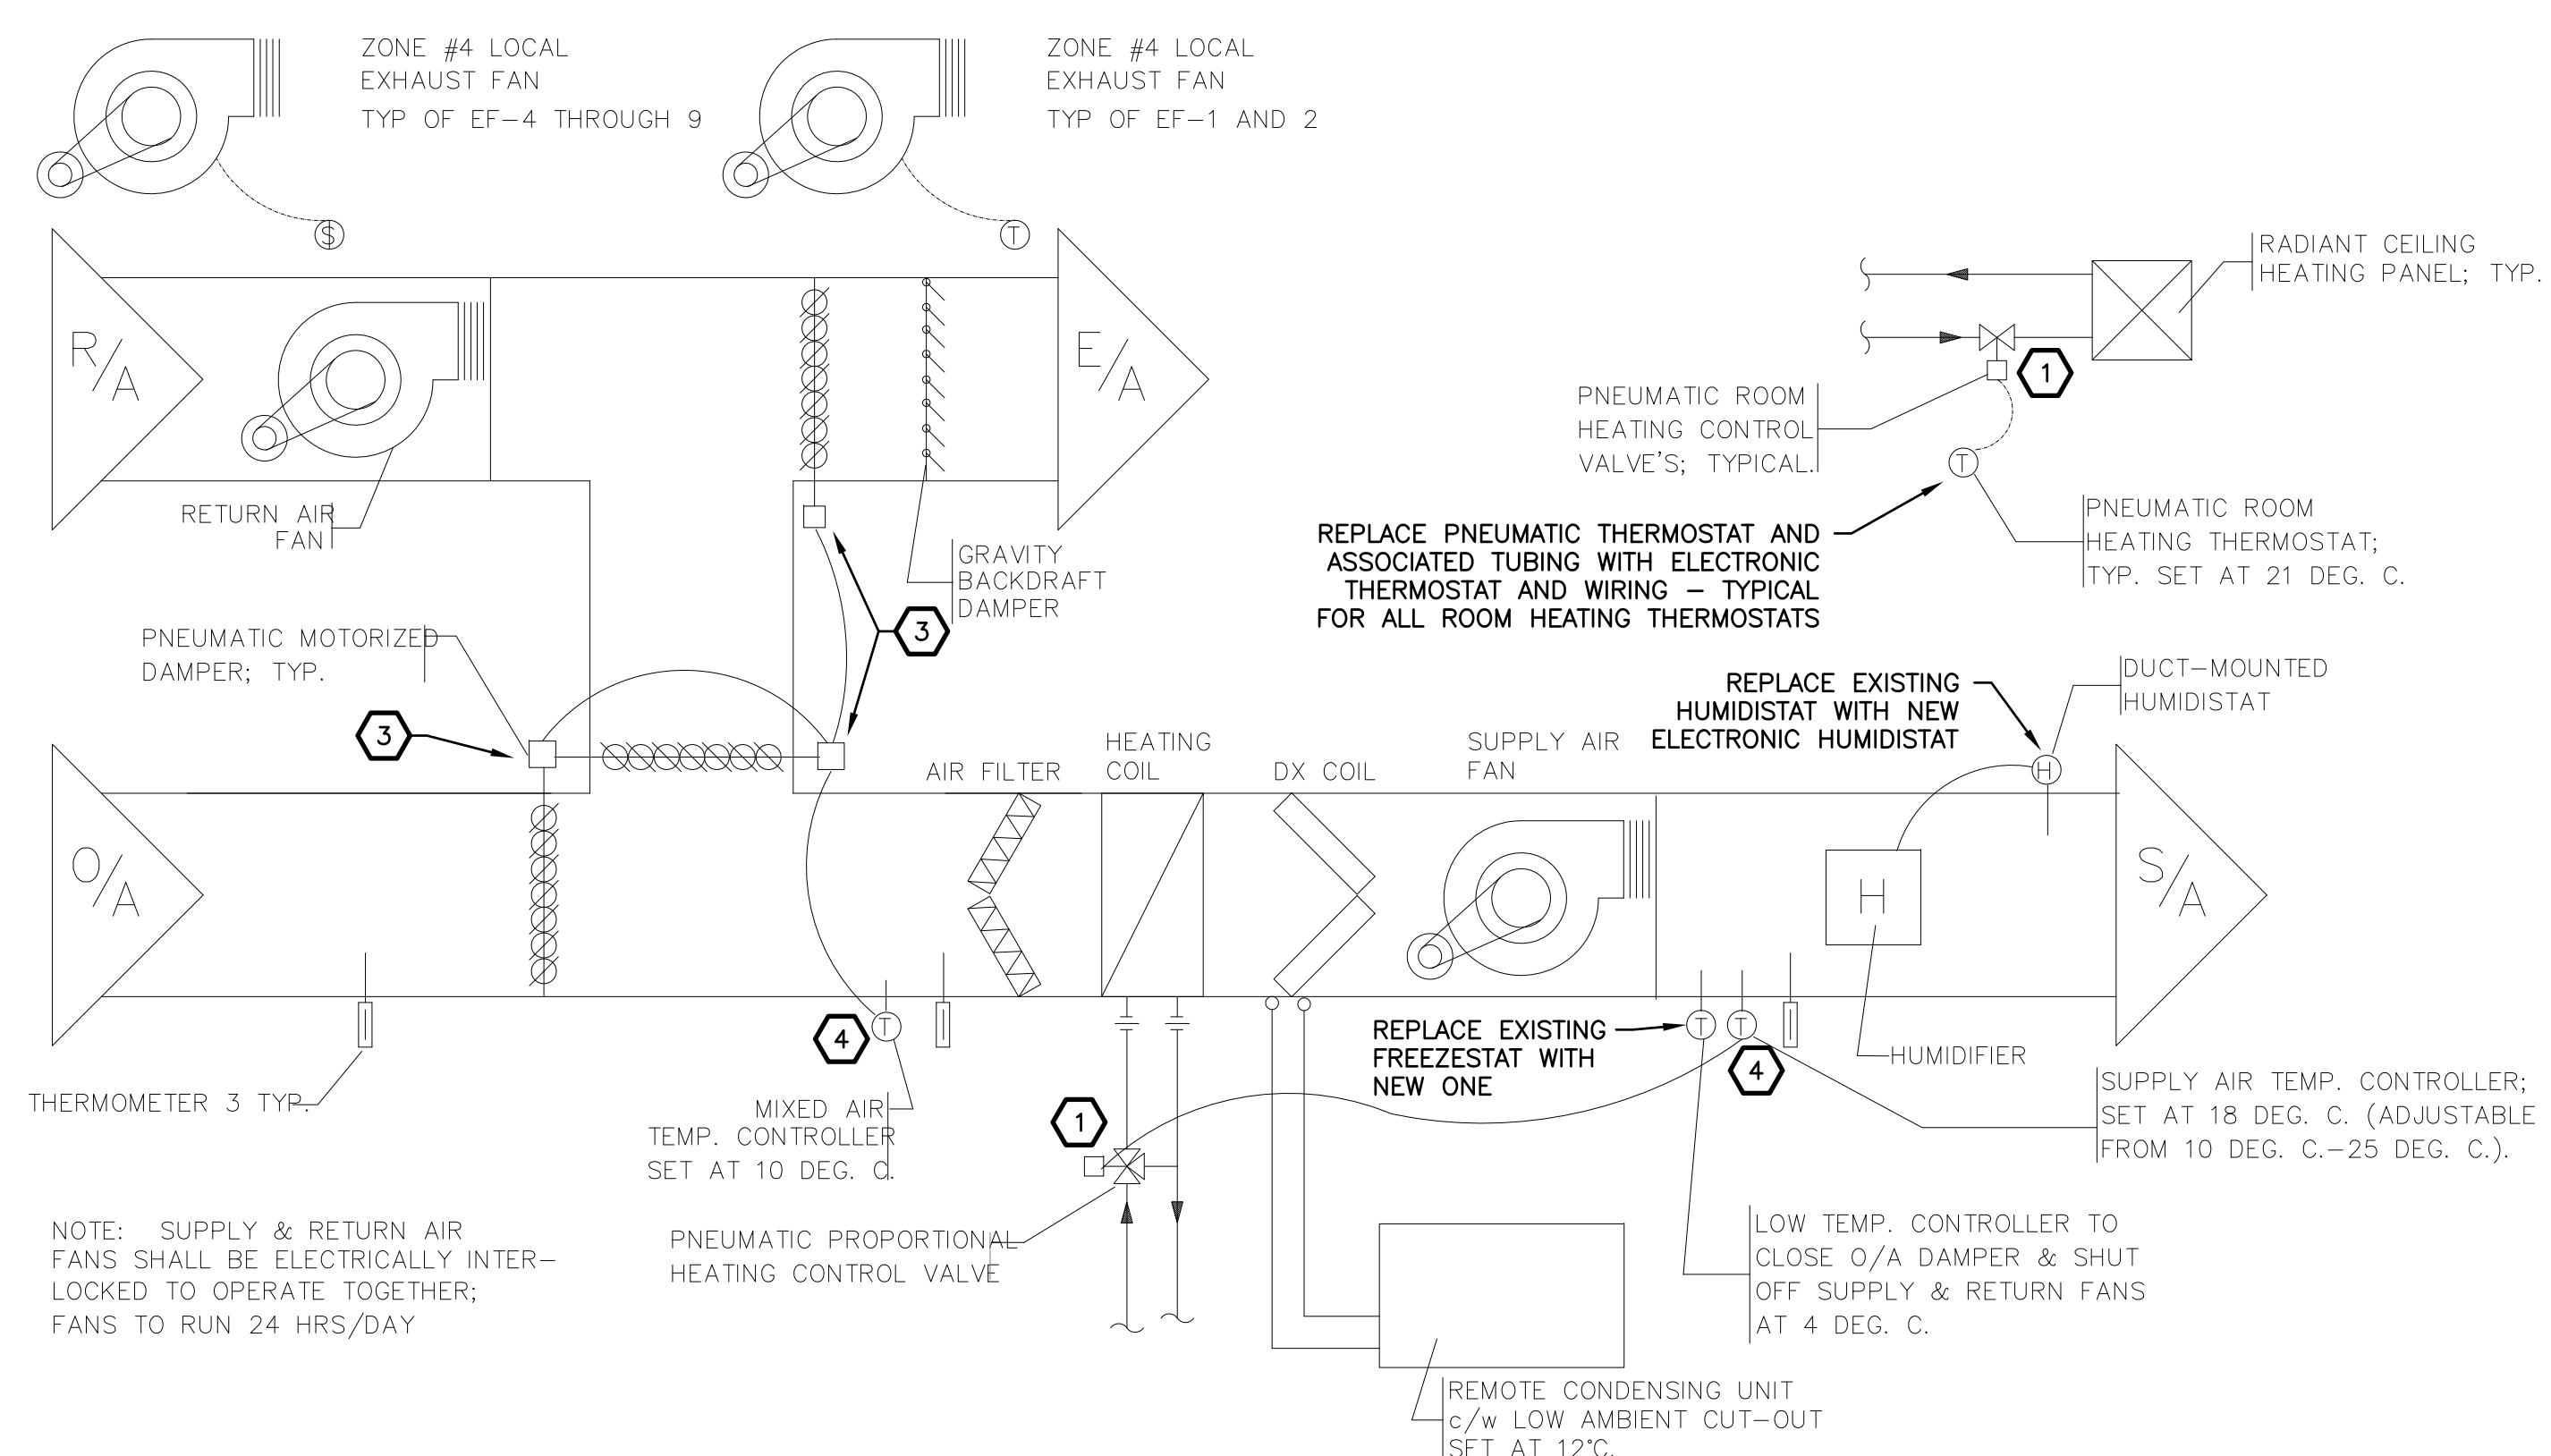 ZONE #4 LOCAL
EXHAUST FAN
TYP OF EF-4 THROUGH 9
ZONE #4 LOCAL
EXHAUST FAN
TYP OF EF-1 AND 2
S
T
R/A
E/A
RETURN AIR
FAN
GRAVITY
BACKDRAFT
DAMPER
RADIANT CEILING
HEATING PANEL; TYP.
1
PNEUMATIC ROOM
HEATING CONTROL
VALVE'S; TYPICAL.
T
REPLACE PNEUMATIC THERMOSTAT AND
ASSOCIATED TUBING WITH ELECTRONIC
THERMOSTAT AND WIRING – TYPICAL
FOR ALL ROOM HEATING THERMOSTATS
PNEUMATIC ROOM
HEATING THERMOSTAT;
TYP. SET AT 21 DEG. C.
3
PNEUMATIC MOTORIZED
DAMPER; TYP.
3
REPLACE EXISTING
HUMIDISTAT WITH NEW
ELECTRONIC HUMIDISTAT
DUCT-MOUNTED
HUMIDISTAT
H
AIR FILTER
HEATING
COIL
DX COIL
SUPPLY AIR
FAN
O/A
H
S/A
THERMOMETER 3 TYP.
4
T
MIXED AIR
TEMP. CONTROLLER
SET AT 10 DEG. C.
1
REPLACE EXISTING
FREEZESTAT WITH
NEW ONE
T
T
4
HUMIDIFIER
SUPPLY AIR TEMP. CONTROLLER;
SET AT 18 DEG. C. (ADJUSTABLE
FROM 10 DEG. C.-25 DEG. C.).
NOTE: SUPPLY & RETURN AIR
FANS SHALL BE ELECTRICALLY INTER-
LOCKED TO OPERATE TOGETHER;
FANS TO RUN 24 HRS/DAY
PNEUMATIC PROPORTIONAL
HEATING CONTROL VALVE
LOW TEMP. CONTROLLER TO
CLOSE O/A DAMPER & SHUT
OFF SUPPLY & RETURN FANS
AT 4 DEG. C.
REMOTE CONDENSING UNIT
c/w LOW AMBIENT CUT-OUT
SET AT 12°C.